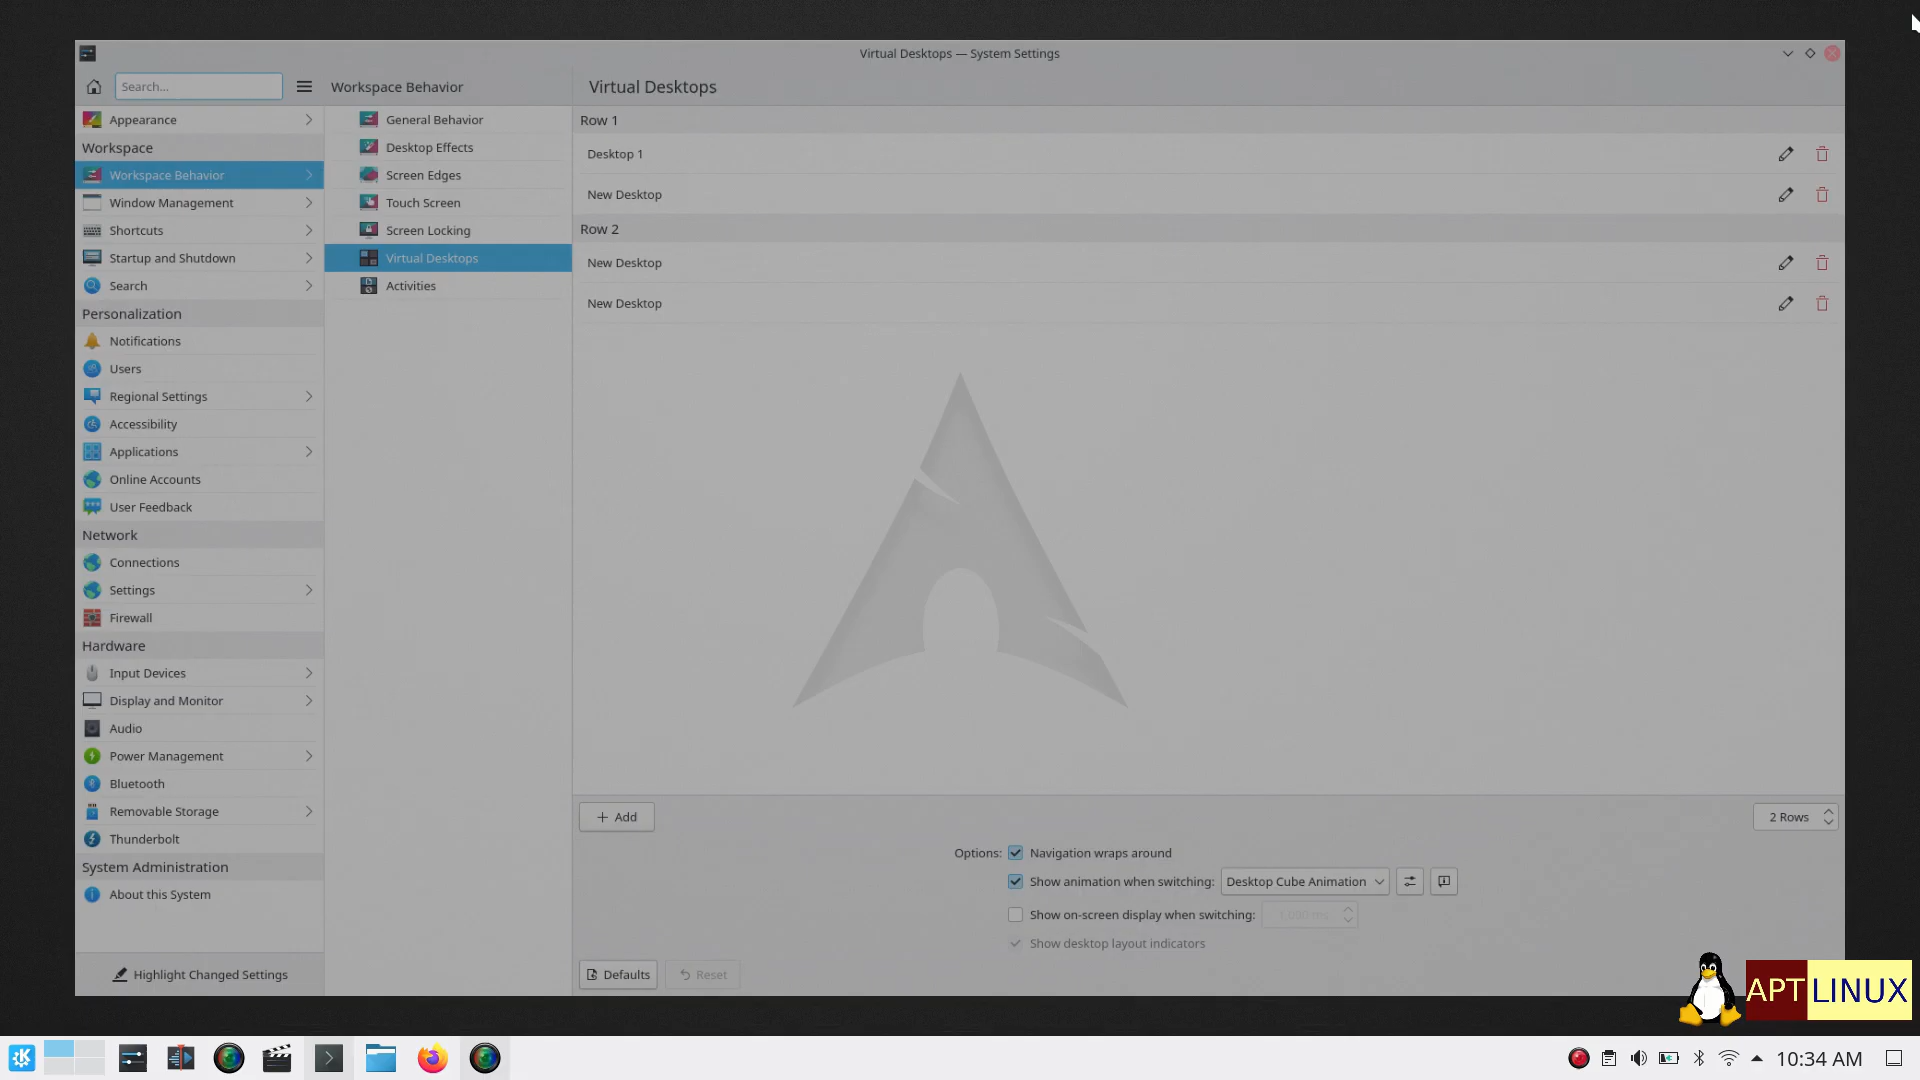 Virtual Desktops — System Settings
Search...
Workspace Behavior
Virtual Desktops
Appearance
Workspace
Workspace Behavior
Window Management
Shortcuts
Startup and Shutdown
Search
Personalization
Notifications
Users
Regional Settings
Accessibility
Applications
Online Accounts
User Feedback
Network
Connections
Settings
Firewall
Hardware
Input Devices
Display and Monitor
Audio
Power Management
Bluetooth
Removable Storage
Thunderbolt
System Administration
About this System
Highlight Changed Settings
General Behavior
Desktop Effects
Screen Edges
Touch Screen
Screen Locking
Virtual Desktops
Activities
Row 1
Desktop 1
New Desktop
Row 2
New Desktop
New Desktop
Add
2 Rows
Options: Navigation wraps around
Show animation when switching: Desktop Cube Animation
Show on-screen display when switching: 1,000 ms
Show desktop layout indicators
Defaults
Reset
APT LINUX
10:34 AM